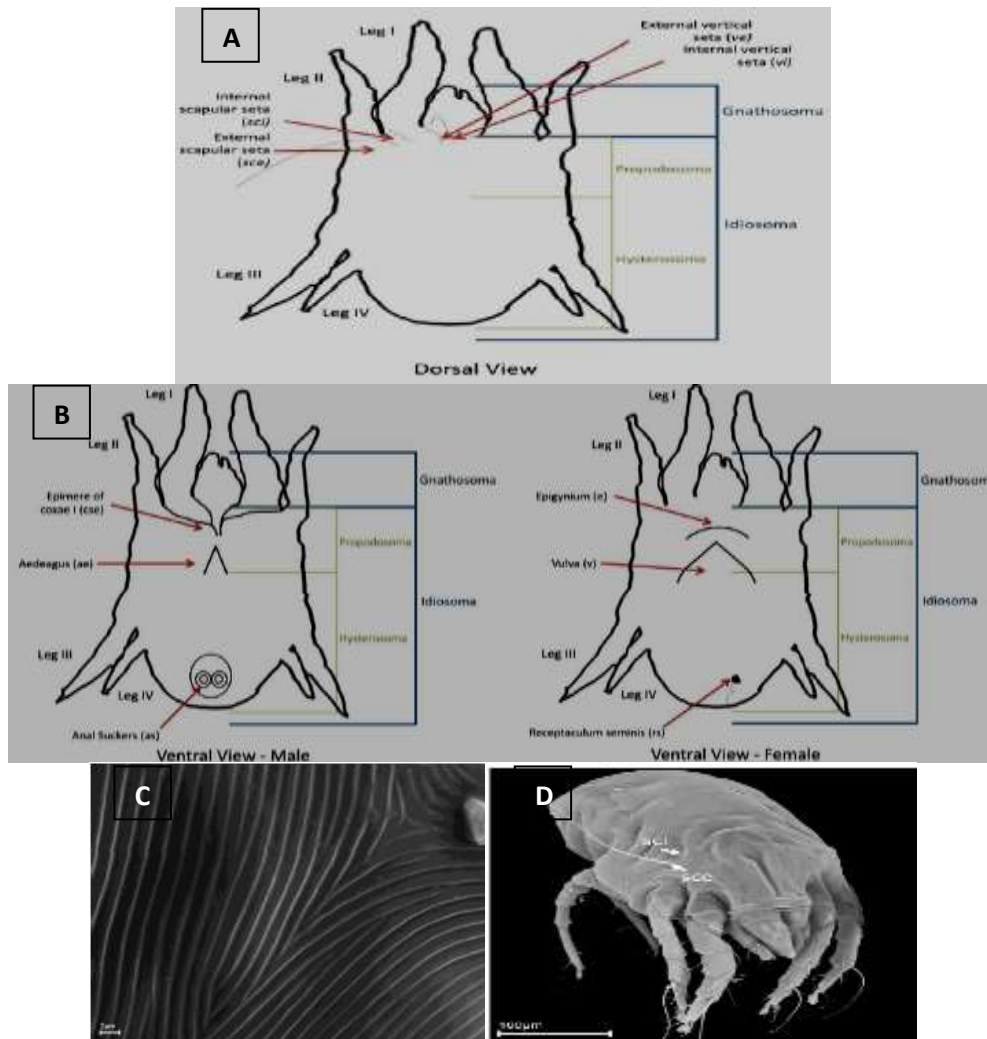 A
Leg I
External vertical
seta (ve)
Internal vertical
seta (vi)
Leg II
Internal
scapular seta
(sci)
External
scapular seta
(sce)
Gnathosoma
Propodosoma
Idiosoma
Hysterosoma
Leg III
Leg IV
Dorsal View
B
Leg I
Leg II
Gnathosoma
Epimere of
coxae I (cse)
Propodosoma
Aedeagus (ae)
Idiosoma
Hysterosoma
Leg III
Leg IV
Anal Suckers (as)
Ventral View - Male
Leg I
Leg II
Gnathosom
Epigynium (e)
Propodosoma
Vulva (v)
Idiosoma
Hysterosoma
Leg III
Leg IV
Receptaculum seminis (rs)
Ventral View - Female
C
2µm
D
sci
sce
500µm